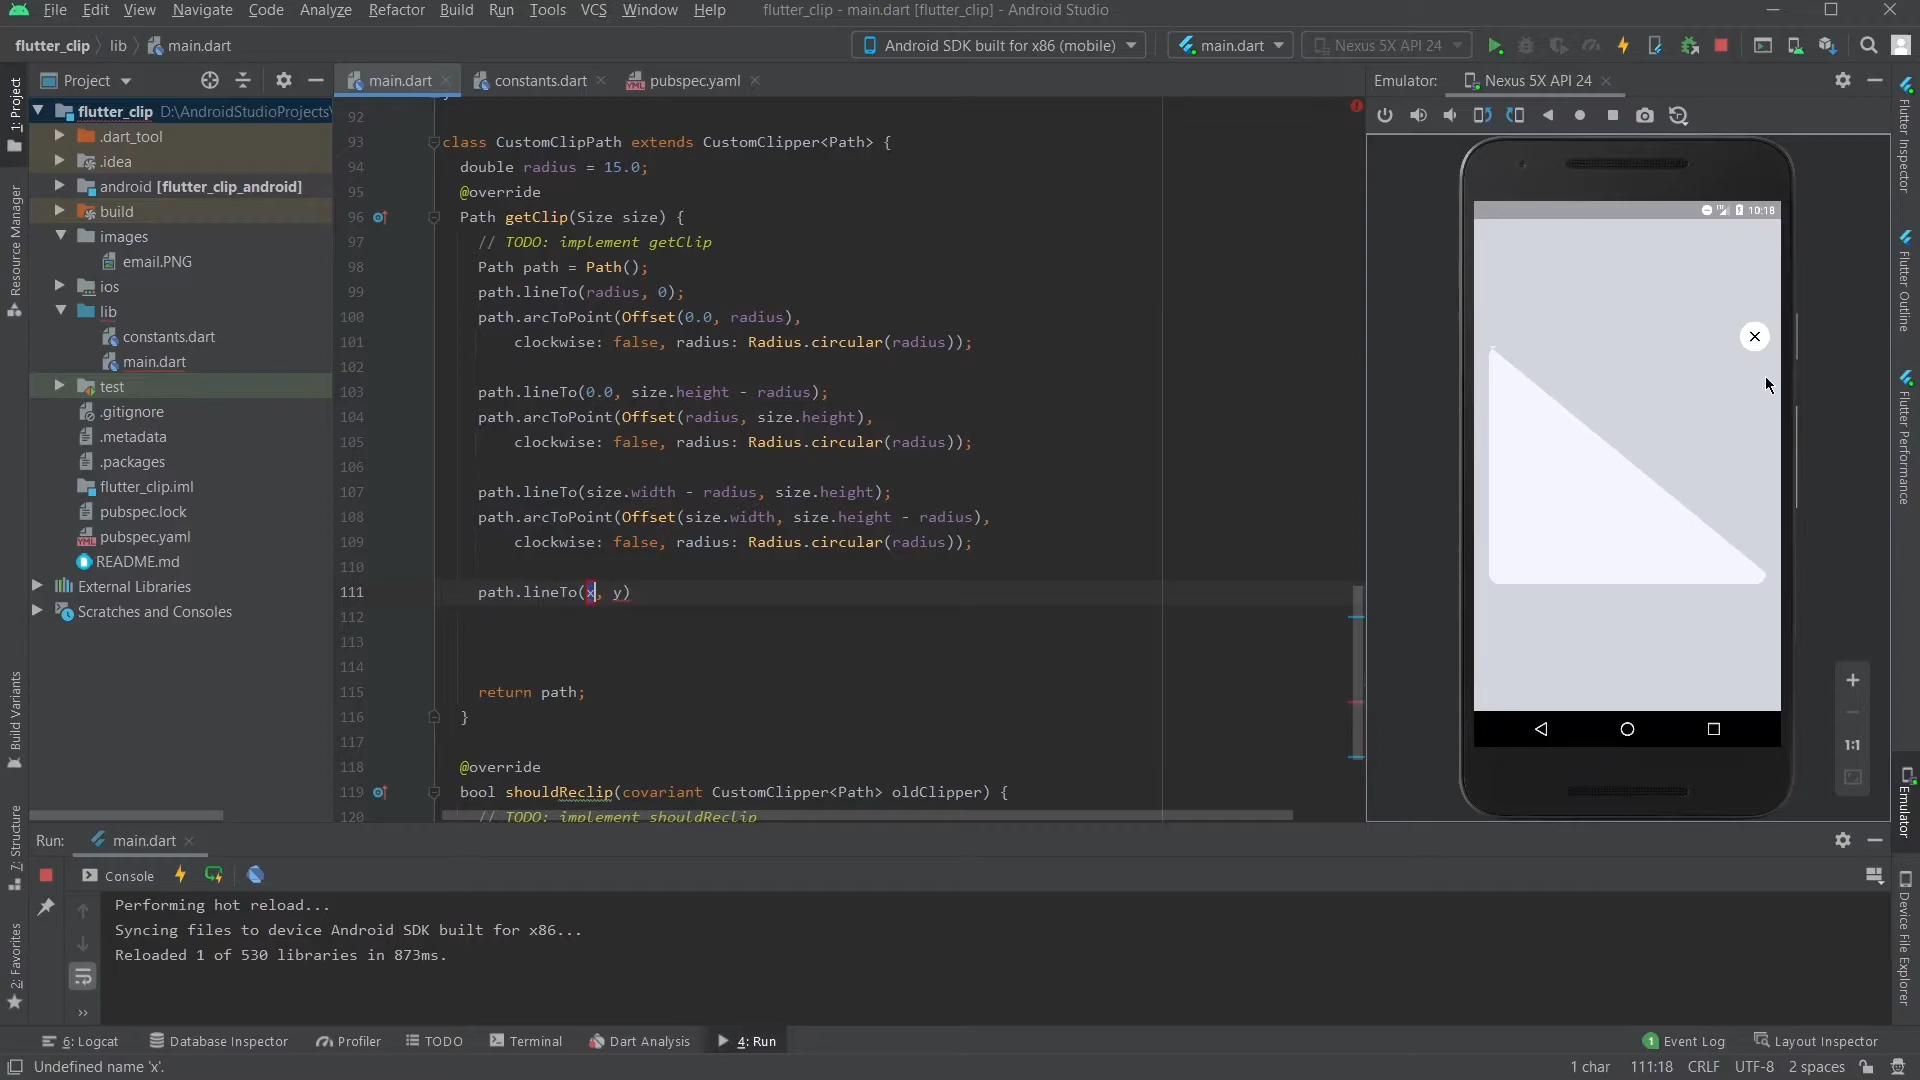 File Edit View Navigate Code Analyze Refactor Build Run Tools VCS Window Help flutter_clip - main.dart [flutter_clip] - Android Studio
flutter_clip lib main.dart Android SDK built for x86 (mobile) main.dart Nexus 5X API 24
Project main.dart constants.dart pubspec.yaml Emulator: Nexus 5X API 24
1: Project
Resource Manager
Build Variants
7: Structure
2: Favorites
flutter_clip D:\AndroidStudioProjects\
.dart_tool
.idea
android [flutter_clip_android]
build
images
email.PNG
ios
lib
constants.dart
main.dart
test
.gitignore
.metadata
.packages
flutter_clip.iml
pubspec.lock
pubspec.yaml
README.md
External Libraries
Scratches and Consoles
92
93 class CustomClipPath extends CustomClipper<Path> {
94 double radius = 15.0;
95 @override
96 Path getClip(Size size) {
97 // TODO: implement getClip
98 Path path = Path();
99 path.lineTo(radius, 0);
100 path.arcToPoint(Offset(0.0, radius),
101 clockwise: false, radius: Radius.circular(radius));
102
103 path.lineTo(0.0, size.height - radius);
104 path.arcToPoint(Offset(radius, size.height),
105 clockwise: false, radius: Radius.circular(radius));
106
107 path.lineTo(size.width - radius, size.height);
108 path.arcToPoint(Offset(size.width, size.height - radius),
109 clockwise: false, radius: Radius.circular(radius));
110
111 path.lineTo(x, y)
112
113
114
115 return path;
116 }
117
118 @override
119 bool shouldReclip(covariant CustomClipper<Path> oldClipper) {
120 // TODO: implement shouldReclip
10:18
1:1
Flutter Inspector
Flutter Outline
Flutter Performance
Emulator
Device File Explorer
Run: main.dart
Console
Performing hot reload...
Syncing files to device Android SDK built for x86...
Reloaded 1 of 530 libraries in 873ms.
6: Logcat Database Inspector Profiler TODO Terminal Dart Analysis 4: Run 1 Event Log Layout Inspector
Undefined name 'x'. 1 char 111:18 CRLF UTF-8 2 spaces